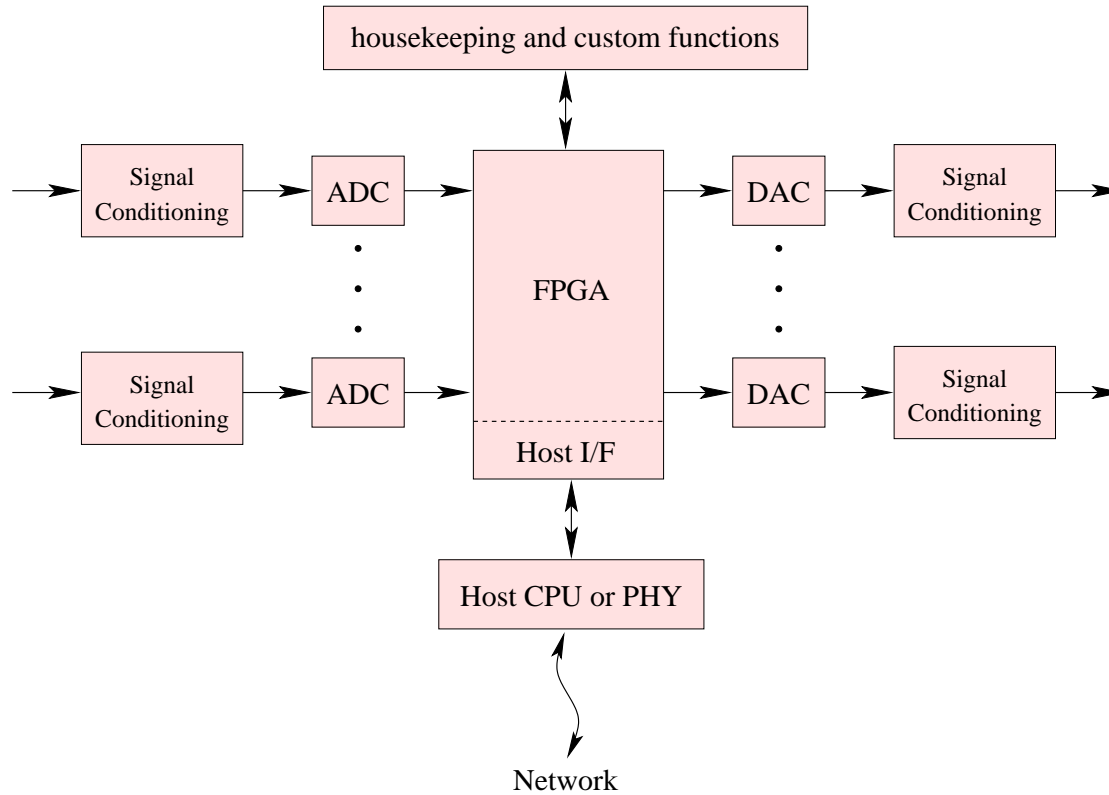 housekeeping and custom functions
Signal
Conditioning
ADC
DAC
Signal
Conditioning
FPGA
Signal
Conditioning
ADC
DAC
Signal
Conditioning
Host I/F
Host CPU or PHY
Network